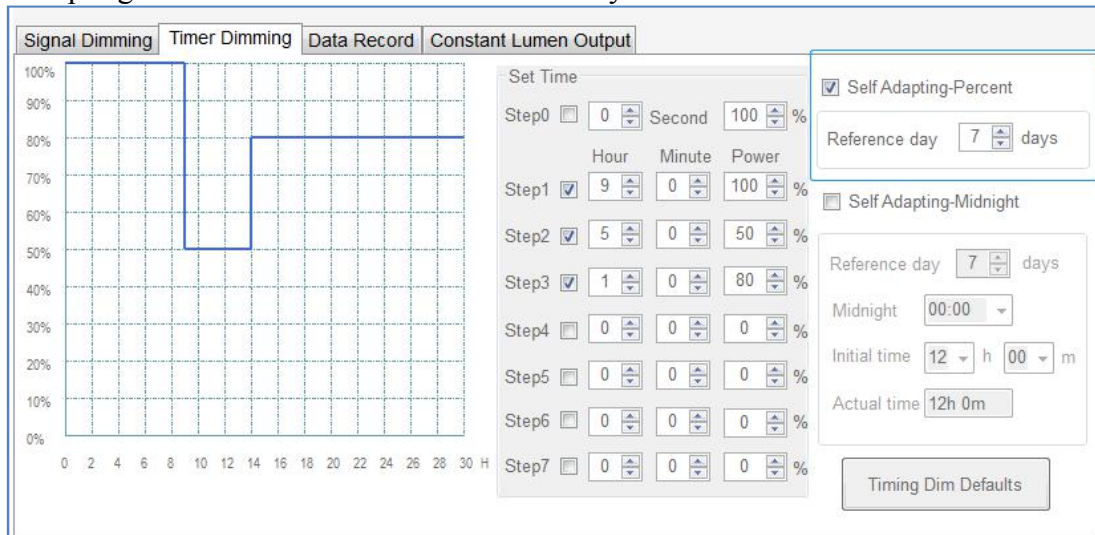 Signal Dimming Timer Dimming Data Record Constant Lumen Output
100%
90%
80%
70%
60%
50%
40%
30%
20%
10%
0%
0 2 4 6 8 10 12 14 16 18 20 22 24 26 28 30 H
Set Time
Step0 0 Second 100 %
Hour Minute Power
Step1 9 0 100 %
Step2 5 0 50 %
Step3 1 0 80 %
Step4 0 0 0 %
Step5 0 0 0 %
Step6 0 0 0 %
Step7 0 0 0 %
Self Adapting-Percent
Reference day 7 days
Self Adapting-Midnight
Reference day 7 days
Midnight 00:00
Initial time 12 h 00 m
Actual time 12h 0m
Timing Dim Defaults